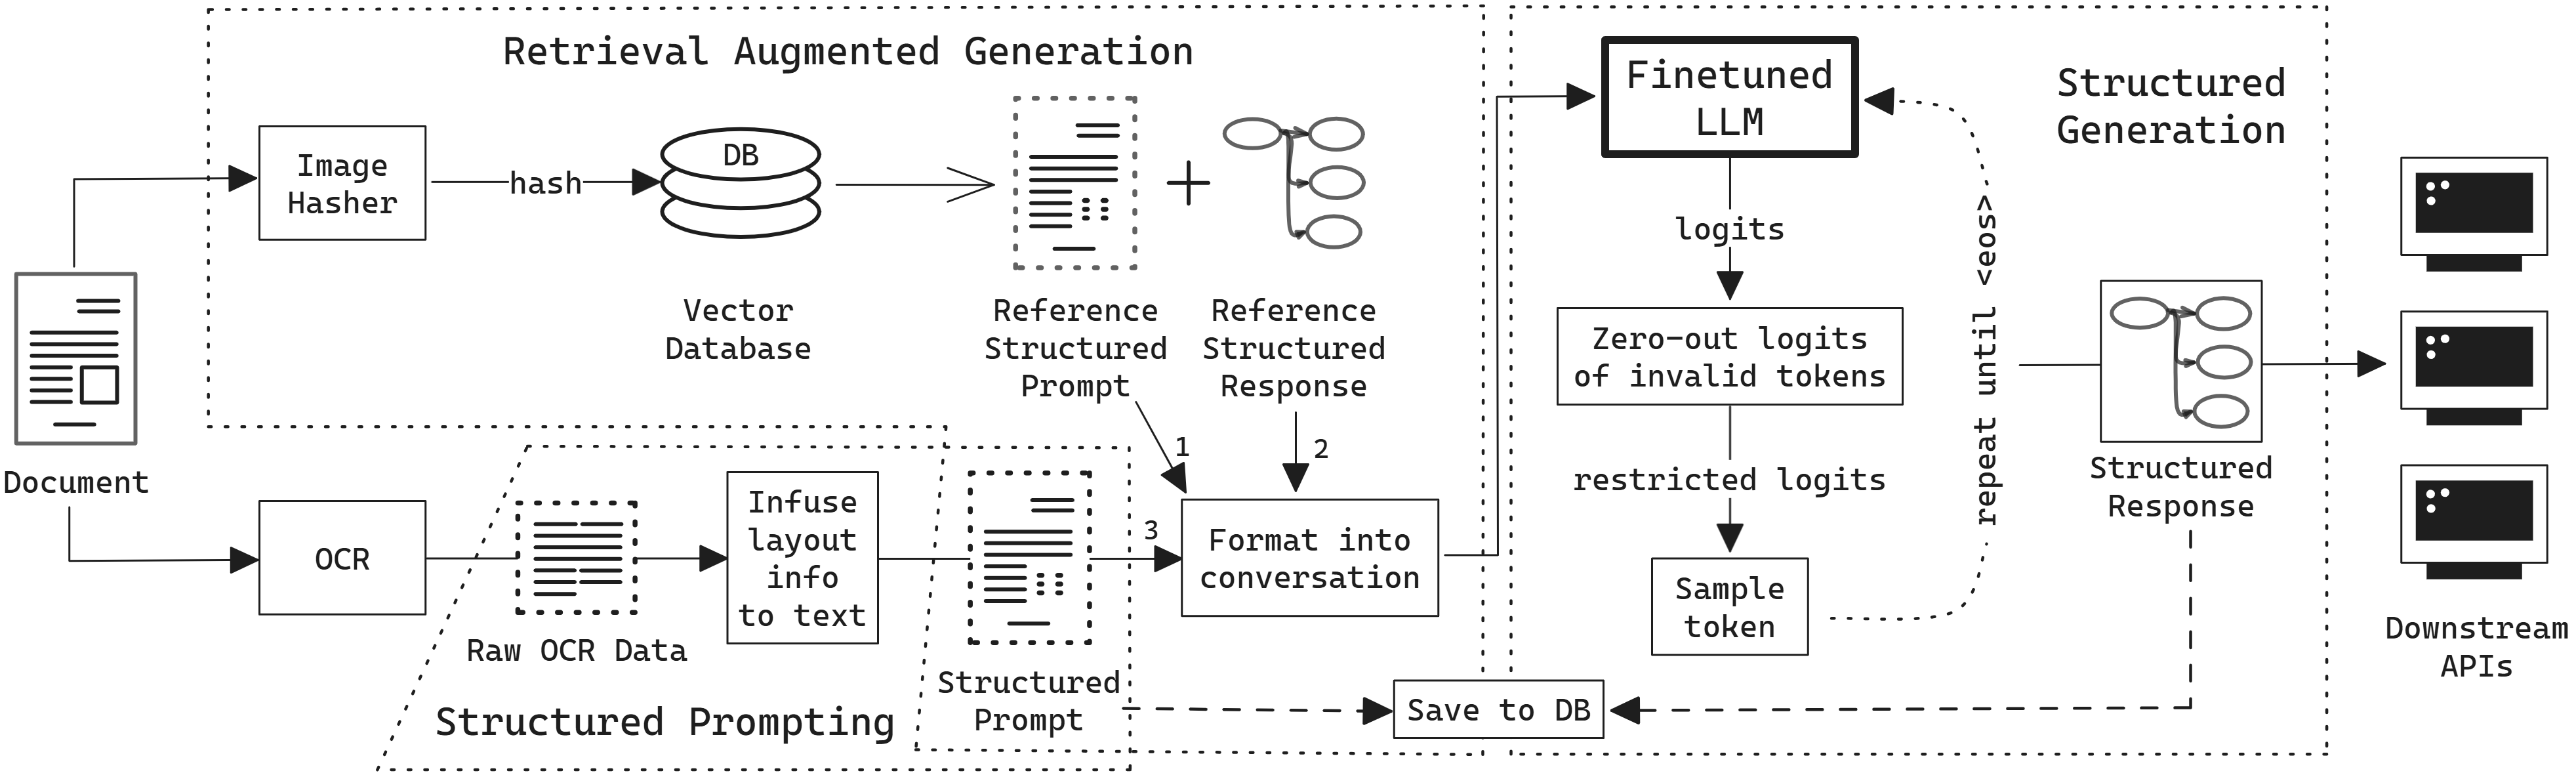 Retrieval Augmented Generation
Image
Hasher
hash
DB
Vector
Database
Reference
Structured
Prompt
Reference
Structured
Response
1
2
3
Document
OCR
Raw OCR Data
Infuse
layout
info
to text
Structured Prompting
Structured
Prompt
Format into
conversation
Save to DB
Finetuned
LLM
logits
Zero-out logits
of invalid tokens
restricted logits
Sample
token
repeat until <eos>
Structured
Generation
Structured
Response
Downstream
APIs